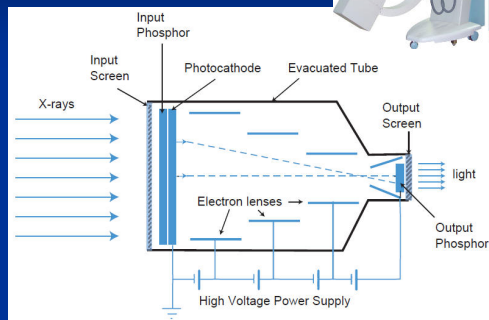 Input
Phosphor
Input
Screen
Photocathode
Evacuated Tube
X-rays
Output
Screen
light
Electron lenses
Output
Phosphor
High Voltage Power Supply